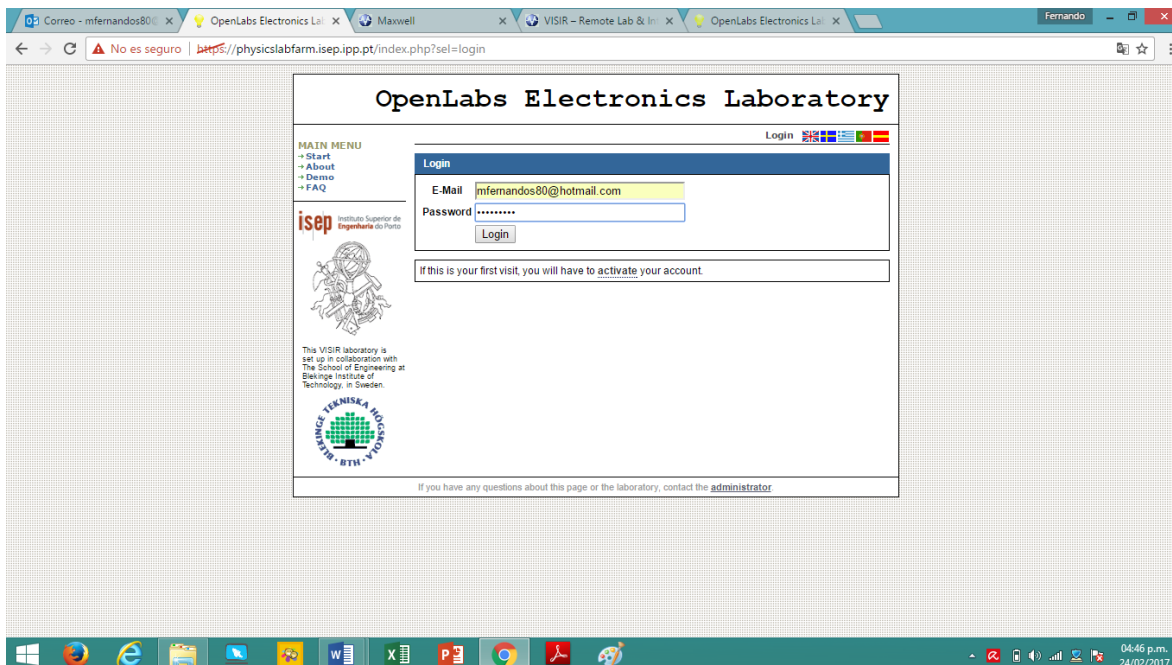 Correo - mfernandos80@
OpenLabs Electronics La
Maxwell
VISIR – Remote Lab & In
OpenLabs Electronics La
Fernando
No es seguro | https://physicslabfarm.isep.ipp.pt/index.php?sel=login
OpenLabs Electronics Laboratory
Login
MAIN MENU
Start
About
Demo
FAQ
Login
E-Mail mfernandos80@hotmail.com
Password •••••••••
Login
If this is your first visit, you will have to activate your account.
isep Instituto Superior de
Engenharia do Porto
This VISIR laboratory is
set up in collaboration with
The School of Engineering at
Blekinge Institute of
Technology, in Sweden.
BLEKINGE TEKNISKA HÖGSKOLA
· BTH ·
If you have any questions about this page or the laboratory, contact the administrator.
04:46 p.m.
24/02/2017